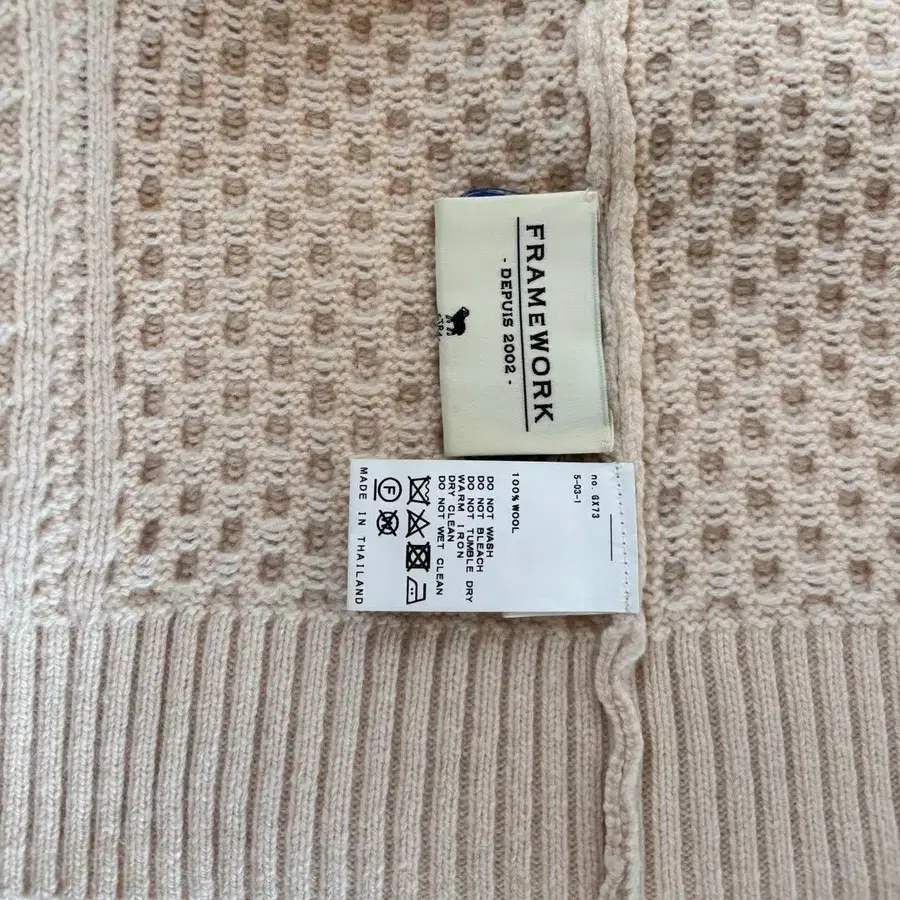 FRAMEWORK
- DEPUIS 2002 -
no. GX73
5-03-1
100% WOOL
DO NOT WASH
DO NOT BLEACH
DO NOT TUMBLE DRY
WARM IRON
DRY CLEAN
DO NOT WET CLEAN
F
W
MADE IN THAILAND